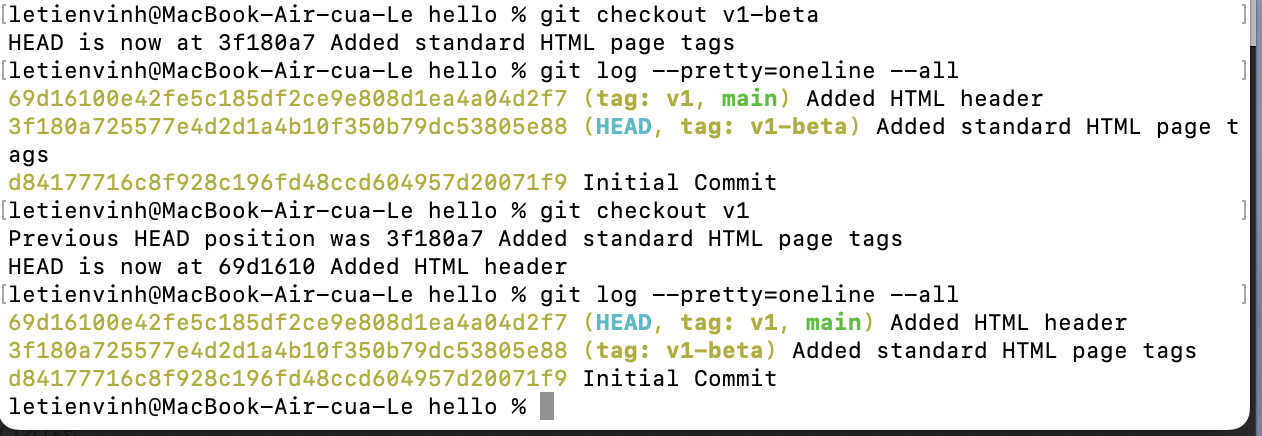 [letienvinh@MacBook-Air-cua-Le hello % git checkout v1-beta ]
HEAD is now at 3f180a7 Added standard HTML page tags
[letienvinh@MacBook-Air-cua-Le hello % git log --pretty=oneline --all ]
69d16100e42fe5c185df2ce9e808d1ea4a04d2f7 (tag: v1, main) Added HTML header
3f180a725577e4d2d1a4b10f350b79dc53805e88 (HEAD, tag: v1-beta) Added standard HTML page t
ags
d84177716c8f928c196fd48ccd604957d20071f9 Initial Commit
[letienvinh@MacBook-Air-cua-Le hello % git checkout v1 ]
Previous HEAD position was 3f180a7 Added standard HTML page tags
HEAD is now at 69d1610 Added HTML header
[letienvinh@MacBook-Air-cua-Le hello % git log --pretty=oneline --all ]
69d16100e42fe5c185df2ce9e808d1ea4a04d2f7 (HEAD, tag: v1, main) Added HTML header
3f180a725577e4d2d1a4b10f350b79dc53805e88 (tag: v1-beta) Added standard HTML page tags
d84177716c8f928c196fd48ccd604957d20071f9 Initial Commit
letienvinh@MacBook-Air-cua-Le hello %